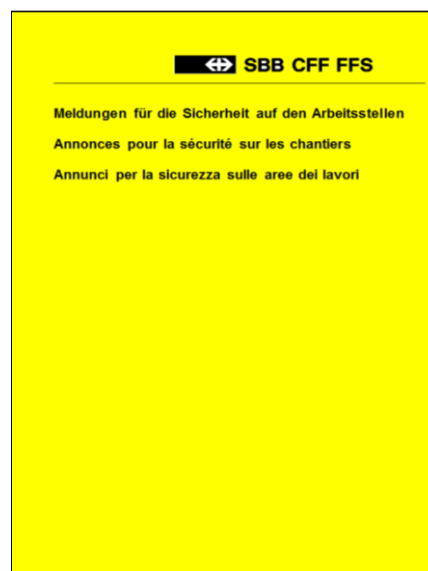 SBB CFF FFS
Meldungen für die Sicherheit auf den Arbeitsstellen
Annonces pour la sécurité sur les chantiers
Annunci per la sicurezza sulle aree dei lavori